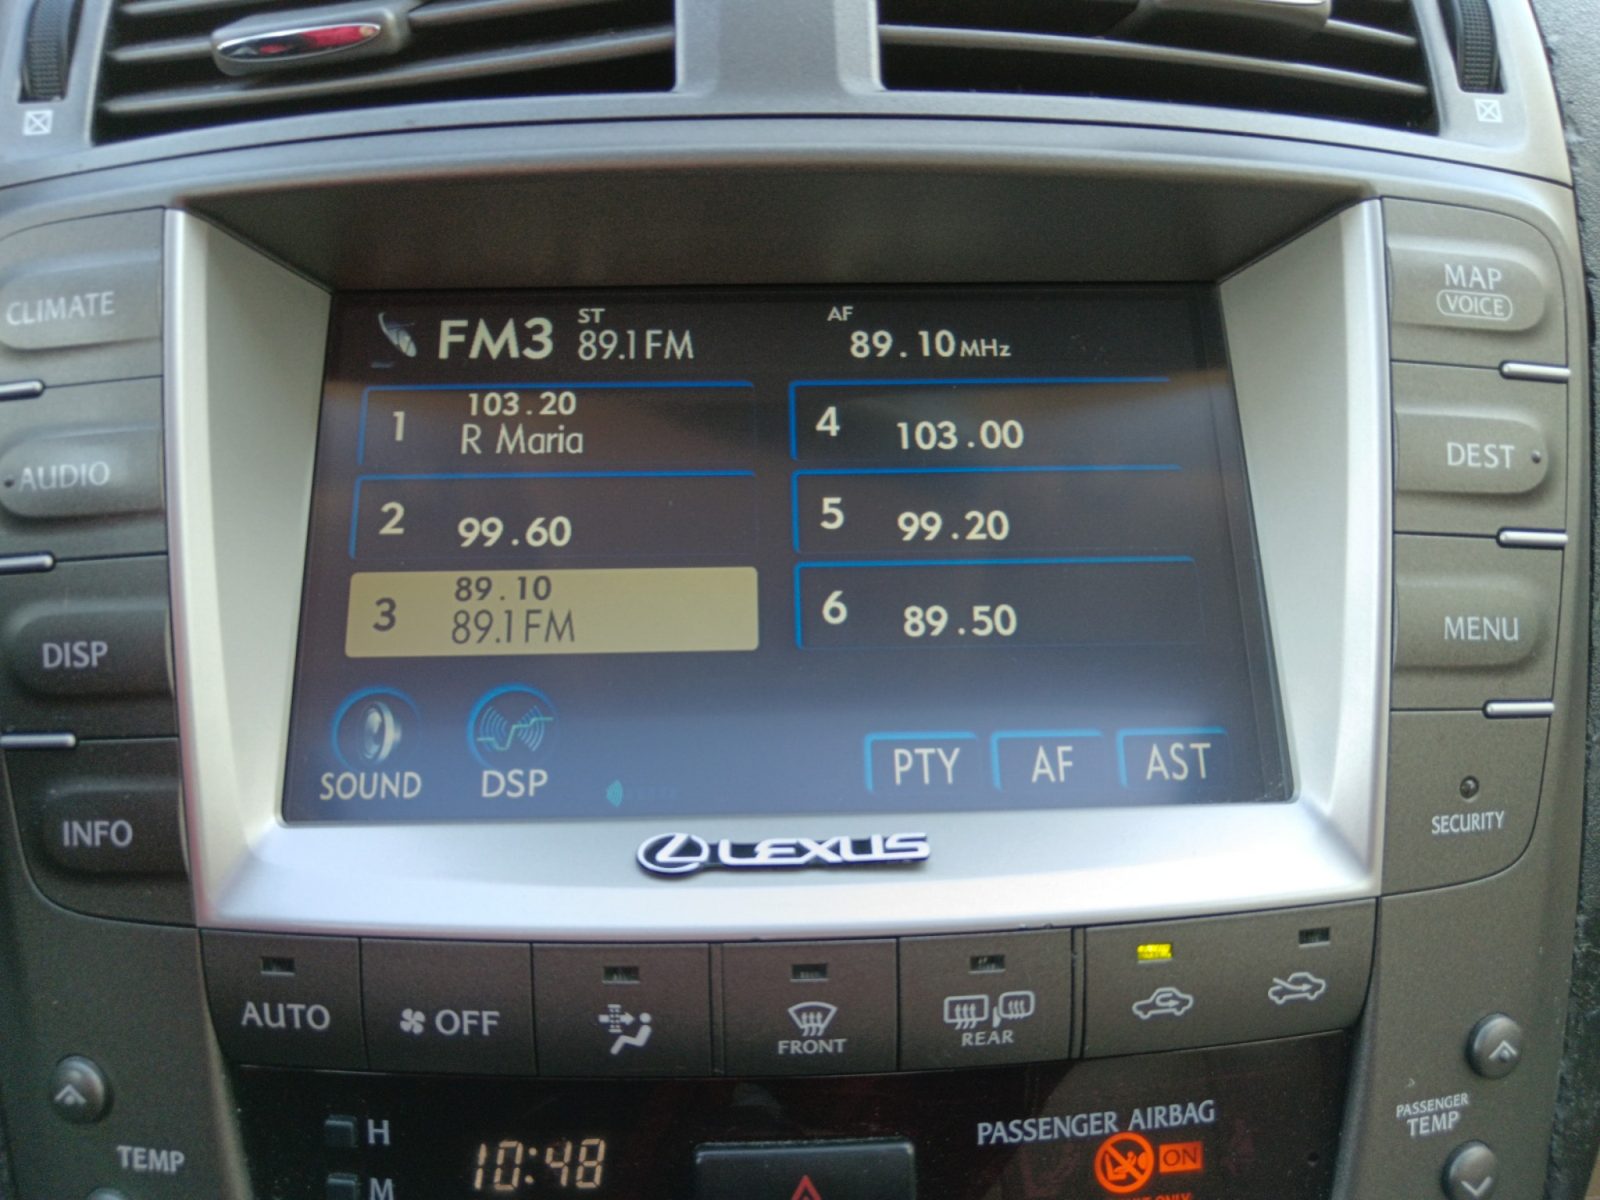 CLIMATE
AUDIO
DISP
INFO
FM3
ST
89.1FM
AF
89.10MHz
1
103.20
R Maria
2
99.60
3
89.10
89.1FM
4
103.00
5
99.20
6
89.50
SOUND
DSP
PTY
AF
AST
MAP
VOICE
DEST
MENU
SECURITY
LEXUS
AUTO
OFF
FRONT
REAR
TEMP
H
M
10:48
PASSENGER AIRBAG
ON
PASSENGER
TEMP